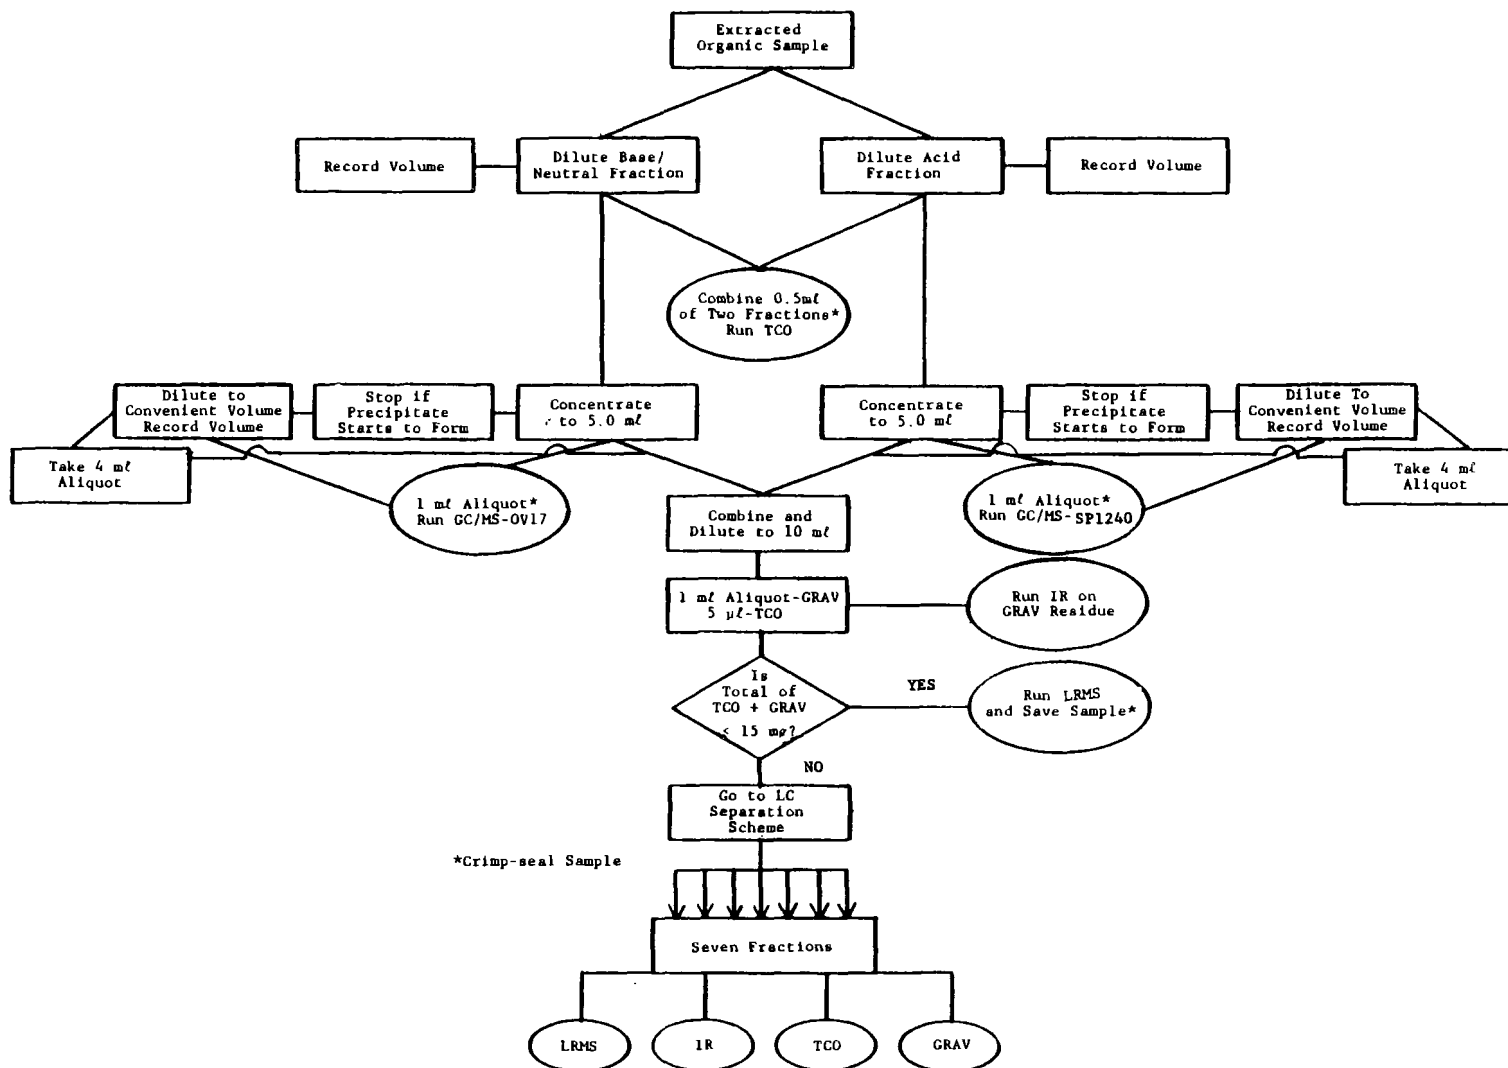 Extracted
Organic Sample
Record Volume
Dilute Base/
Neutral Fraction
Dilute Acid
Fraction
Record Volume
Combine 0.5mℓ
of Two Fractions*
Run TCO
Dilute to
Convenient Volume
Record Volume
Stop if
Precipitate
Starts to Form
Concentrate
to 5.0 mℓ
Concentrate
to 5.0 mℓ
Stop if
Precipitate
Starts to Form
Dilute To
Convenient Volume
Record Volume
Take 4 mℓ
Aliquot
1 mℓ Aliquot*
Run GC/MS-OV17
Combine and
Dilute to 10 mℓ
1 mℓ Aliquot*
Run GC/MS-SP1240
Take 4 mℓ
Aliquot
1 mℓ Aliquot-GRAV
5 µℓ-TCO
Run IR on
GRAV Residue
Is
Total of
TCO + GRAV
< 15 mg?
YES
Run LRMS
and Save Sample*
NO
Go to LC
Separation
Scheme
*Crimp-seal Sample
Seven Fractions
LRMS
IR
TCO
GRAV